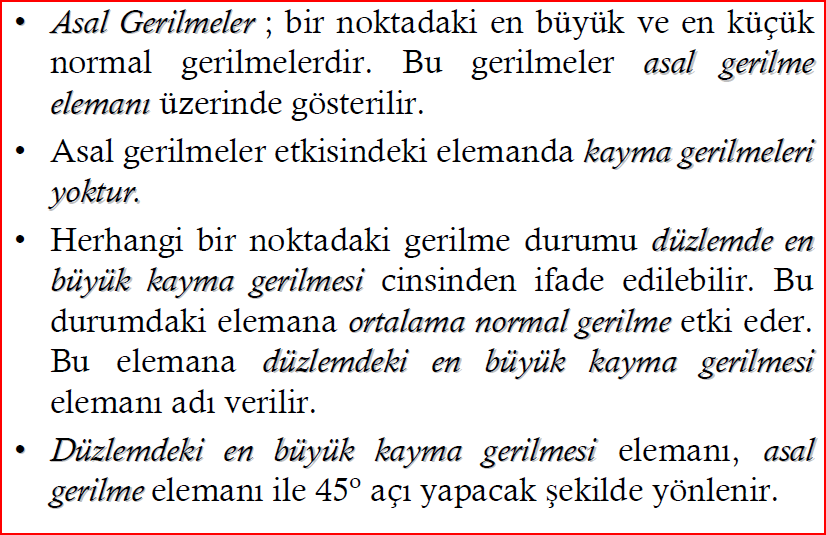 • Asal Gerilmeler ; bir noktadaki en büyük ve en küçük
normal gerilmelerdir. Bu gerilmeler asal gerilme
elemanı üzerinde gösterilir.
• Asal gerilmeler etkisindeki elemanda kayma gerilmeleri
yoktur.
• Herhangi bir noktadaki gerilme durumu düzlemde en
büyük kayma gerilmesi cinsinden ifade edilebilir. Bu
durumdaki elemana ortalama normal gerilme etki eder.
Bu elemana düzlemdeki en büyük kayma gerilmesi
elemanı adı verilir.
• Düzlemdeki en büyük kayma gerilmesi elemanı, asal
gerilme elemanı ile 45º açı yapacak şekilde yönlenir.